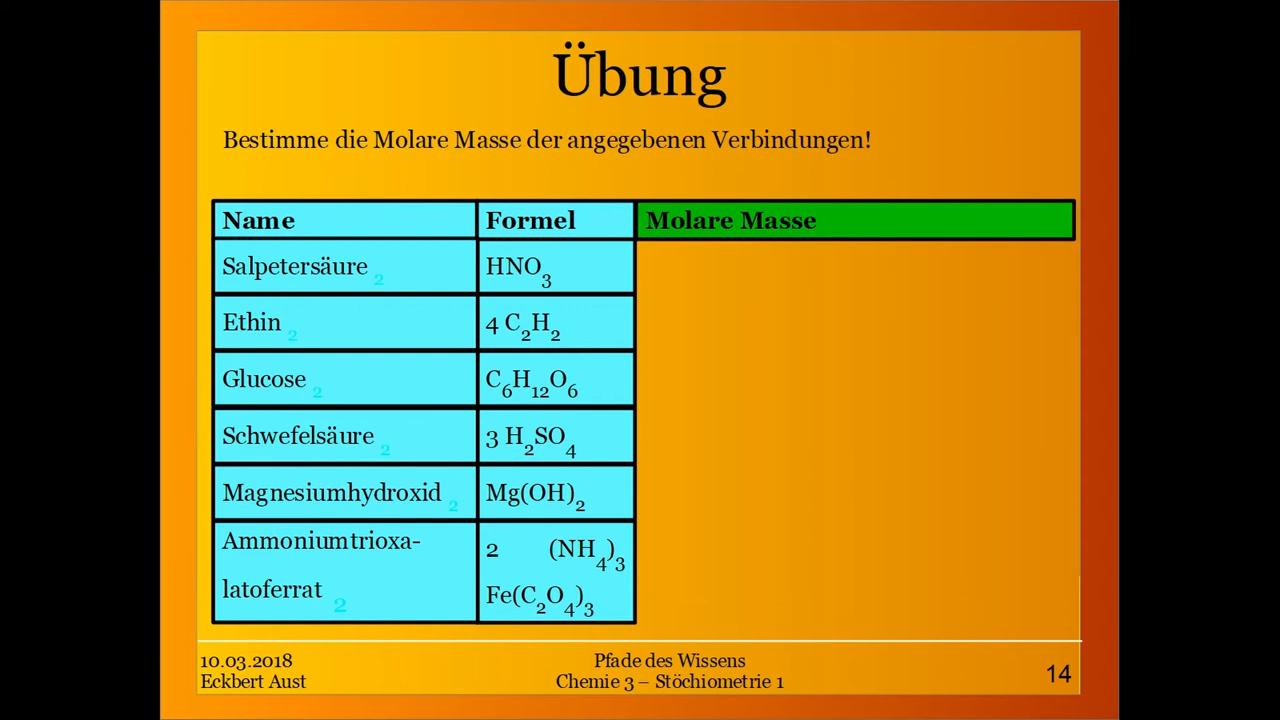 Übung
Bestimme die Molare Masse der angegebenen Verbindungen!
Name Formel Molare Masse
Salpetersäure 2 HNO3
Ethin 2 4 C2H2
Glucose 2 C6H12O6
Schwefelsäure 2 3 H2SO4
Magnesiumhydroxid 2 Mg(OH)2
Ammoniumtrioxa-
latoferrat 2
2 (NH4)3
Fe(C2O4)3
10.03.2018
Eckbert Aust
Pfade des Wissens
Chemie 3 – Stöchiometrie 1
14